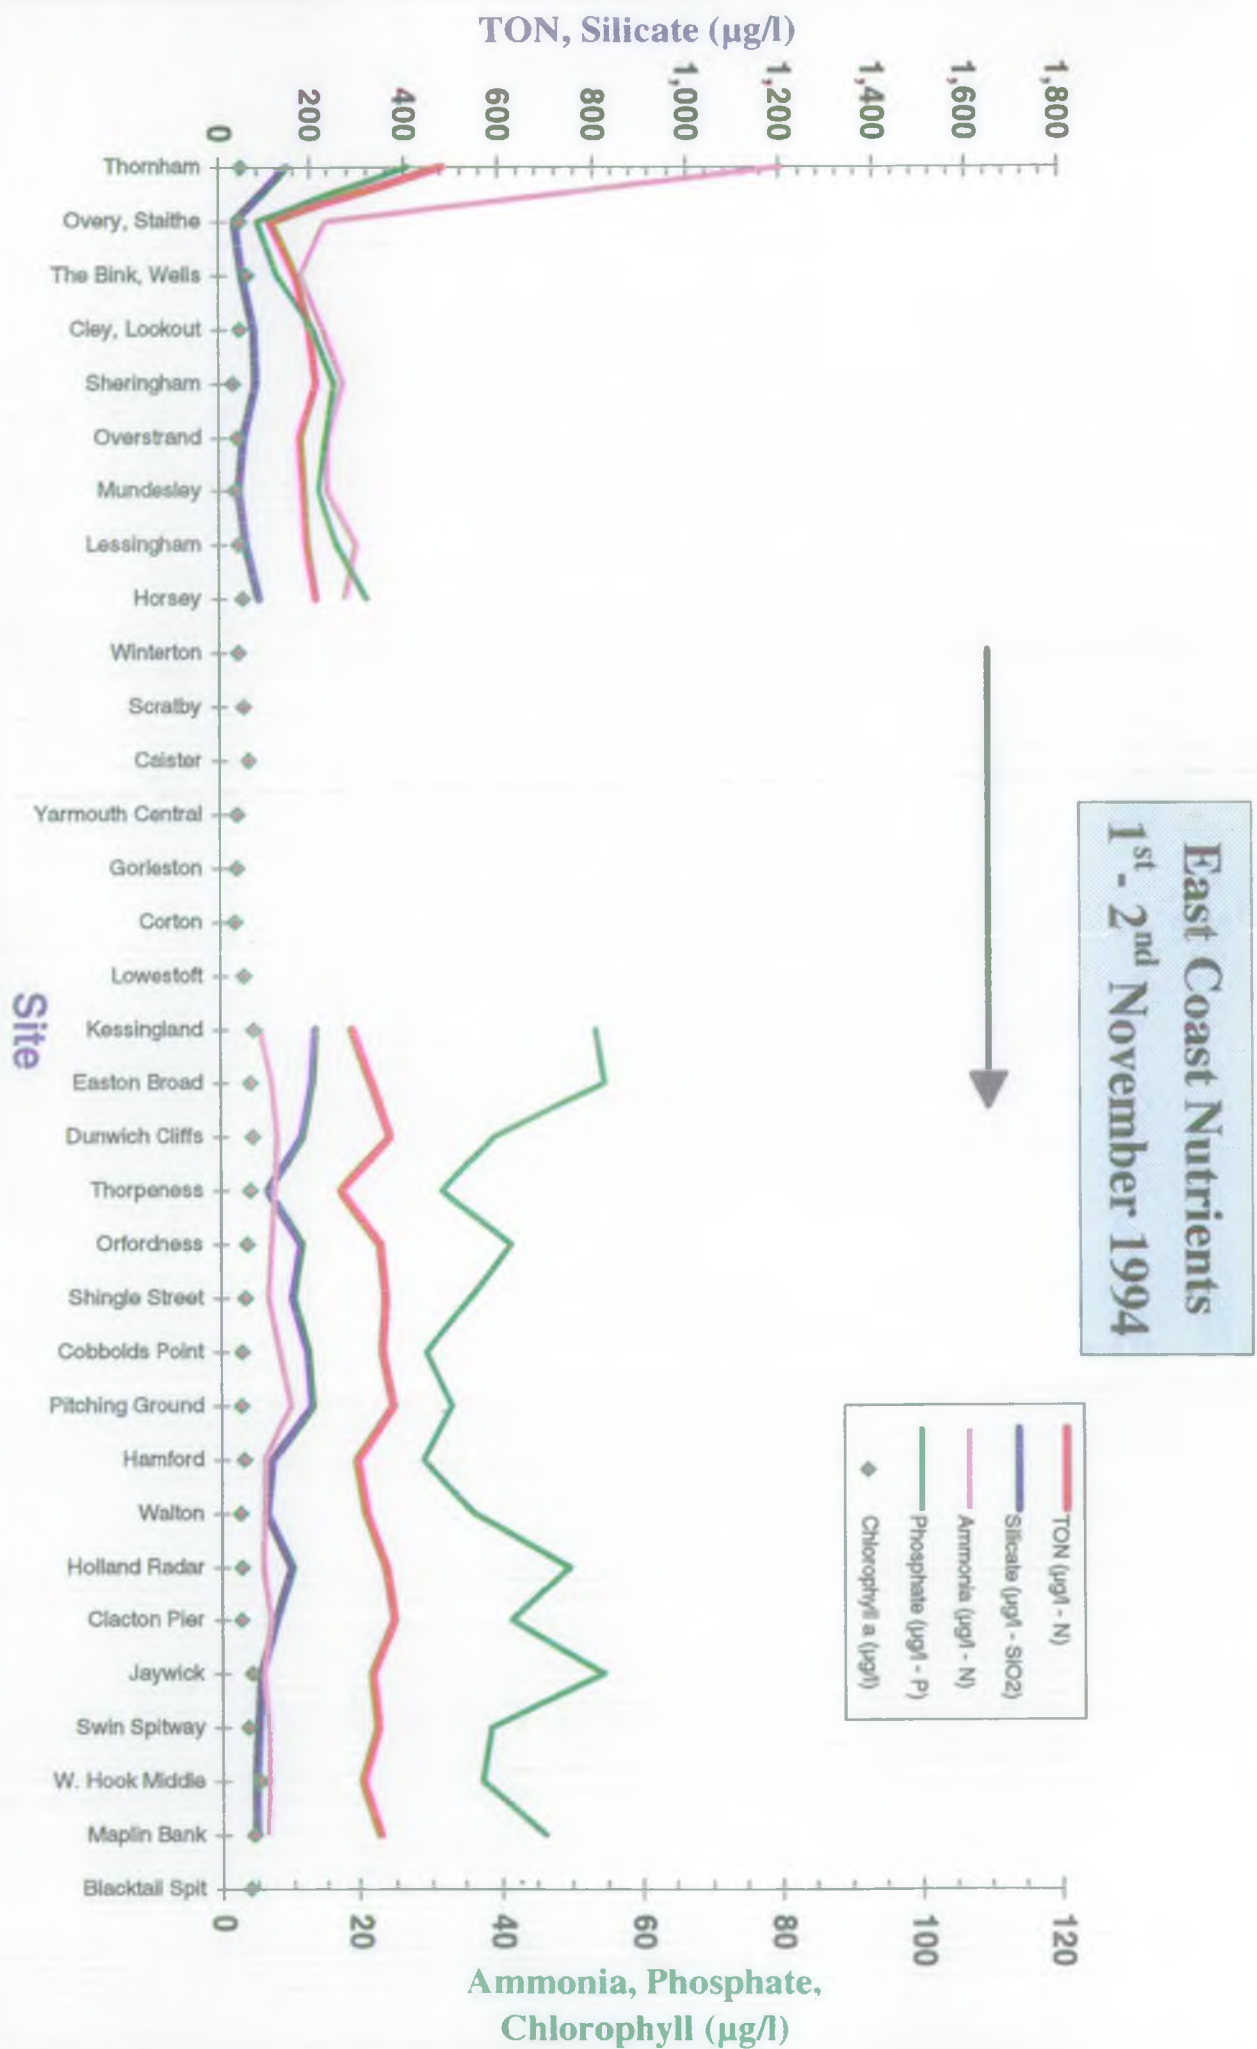 East Coast Nutrients
1st - 2nd November 1994
TON (µg/l - N)
Silicate (µg/l - SiO2)
Ammonia (µg/l - N)
Phosphate (µg/l - P)
Chlorophyll a (µg/l)
TON, Silicate (µg/l)
1,800
1,600
1,400
1,200
1,000
800
600
400
200
0
Thornham
Overy, Staithe
The Bink, Wells
Cley, Lookout
Sheringham
Overstrand
Mundesley
Lessingham
Horsey
Winterton
Scratby
Caister
Yarmouth Central
Gorleston
Corton
Lowestoft
Kessingland
Easton Broad
Dunwich Cliffs
Thorpeness
Orfordness
Shingle Street
Cobbolds Point
Pitching Ground
Hamford
Walton
Holland Radar
Clacton Pier
Jaywick
Swin Spitway
W. Hook Middle
Maplin Bank
Blacktail Spit
Site
120
100
80
60
40
20
0
Ammonia, Phosphate,
Chlorophyll (µg/l)